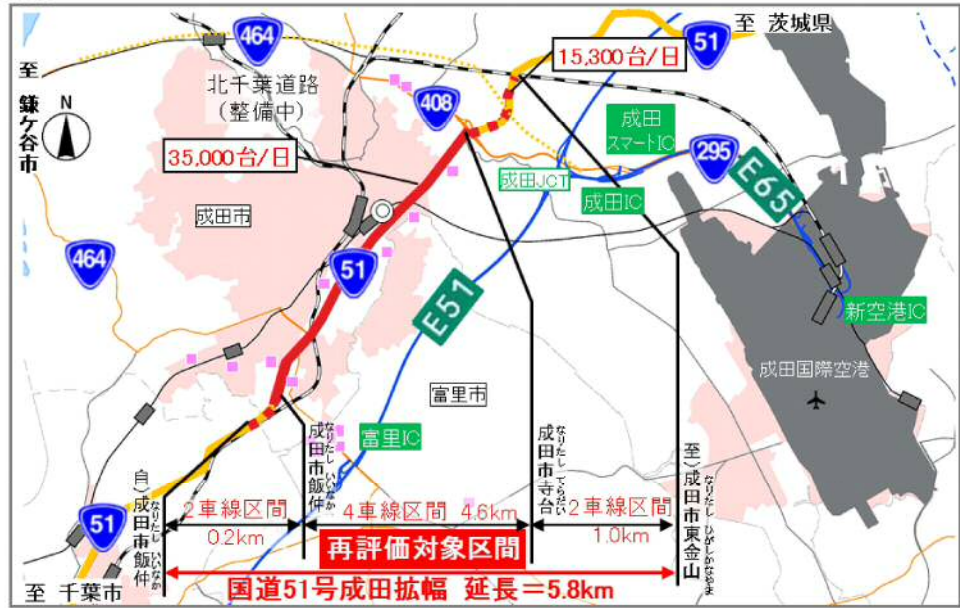 464
至 茨城県
51
15,300 台/日
至 鎌ケ谷市
N
北千葉道路
(整備中)
408
成田
スマートIC
35,000台/日
295
成田JCT
成田IC
E65
成田市
464
51
E51
新空港IC
成田国際空港
富里市
富里IC
自)成田市飯仲
なりたし いいなか
成田市飯仲
なりたし いいなか
成田市寺台
なりたし てらだい
至)成田市東金山
なりたし ひがしかなやま
51
2車線区間
0.2km
4車線区間 4.6km
2車線区間
1.0km
再評価対象区間
至 千葉市
国道51号成田拡幅 延長=5.8km